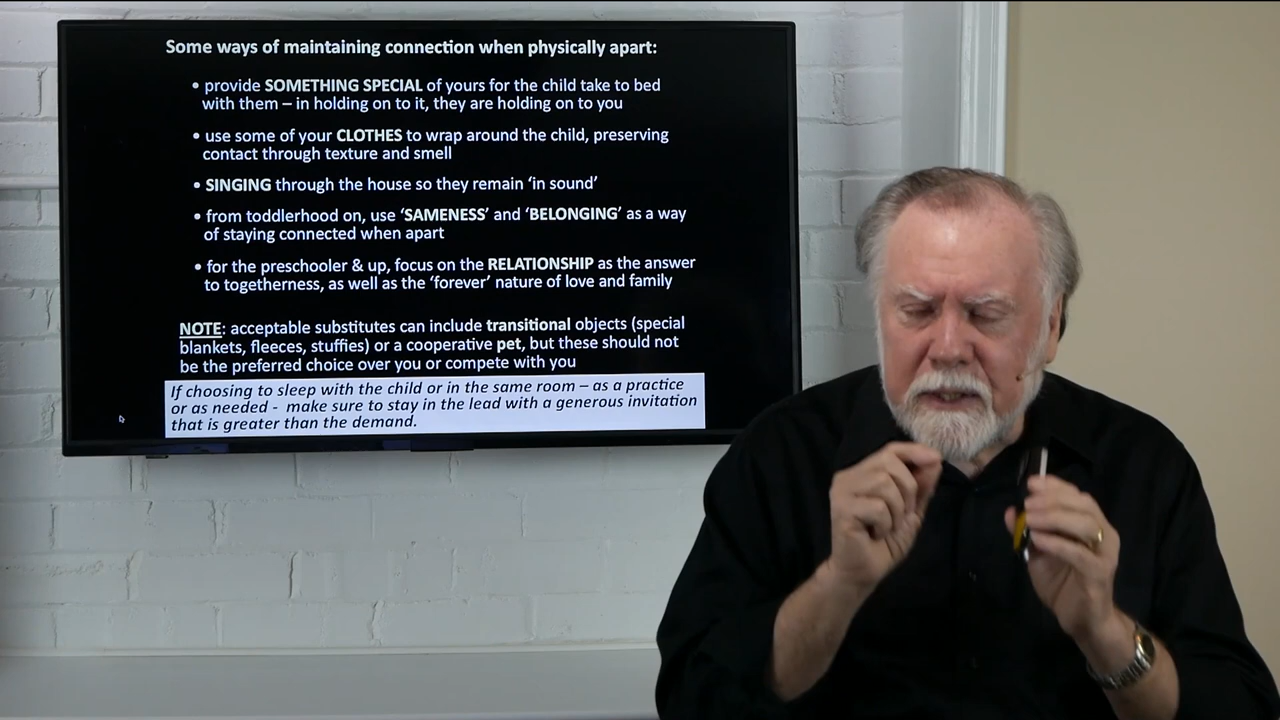 Some ways of maintaining connection when physically apart:
• provide SOMETHING SPECIAL of yours for the child take to bed
with them – in holding on to it, they are holding on to you
• use some of your CLOTHES to wrap around the child, preserving
contact through texture and smell
• SINGING through the house so they remain ‘in sound’
• from toddlerhood on, use ‘SAMENESS’ and ‘BELONGING’ as a way
of staying connected when apart
• for the preschooler & up, focus on the RELATIONSHIP as the answer
to togetherness, as well as the ‘forever’ nature of love and family
NOTE: acceptable substitutes can include transitional objects (special
blankets, fleeces, stuffies) or a cooperative pet, but these should not
be the preferred choice over you or compete with you
If choosing to sleep with the child or in the same room – as a practice
or as needed - make sure to stay in the lead with a generous invitation
that is greater than the demand.